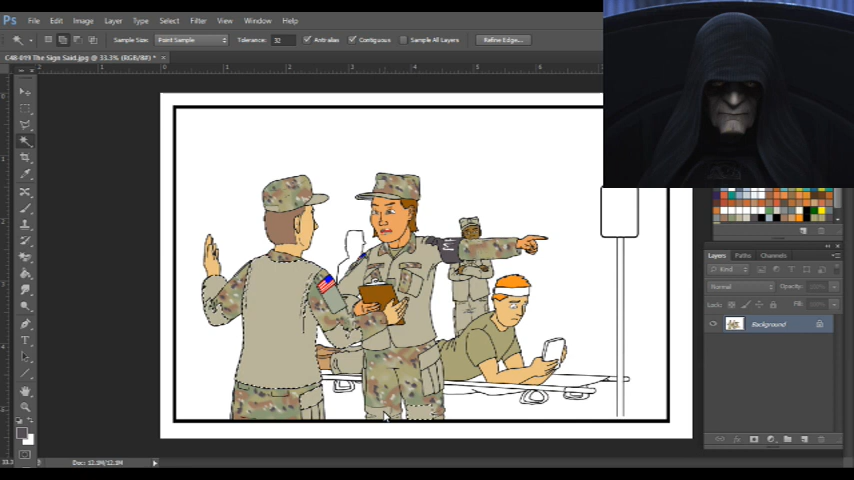 Ps File Edit Image Layer Type Select Filter View Window Help
Sample Size: Point Sample Tolerance: 32 Anti-alias Contiguous Sample All Layers Refine Edge...
C48-019 The Sign Said.jpg @ 33.3% (RGB/8#) *
Layers Paths Channels
Kind
Normal Opacity:
Lock: Fill:
Background
33.3 Doc: 12.9M/12.9M